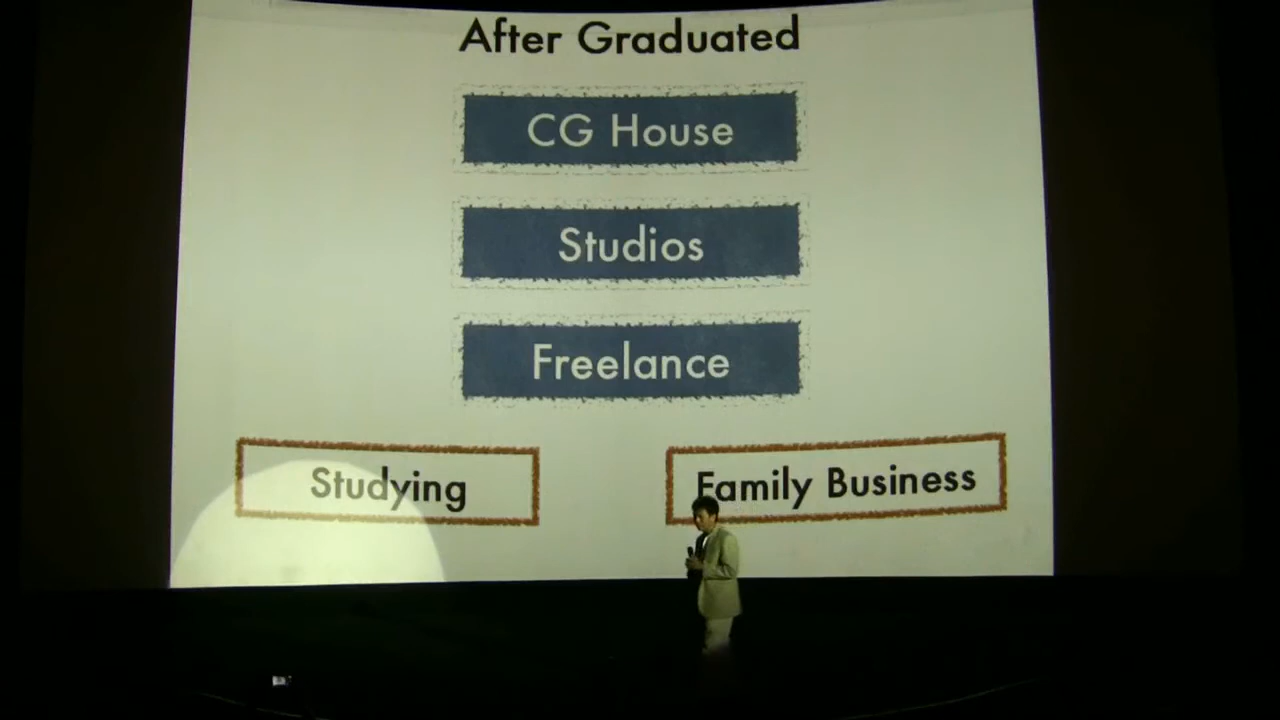 After Graduated
CG House
Studios
Freelance
Studying
Family Business